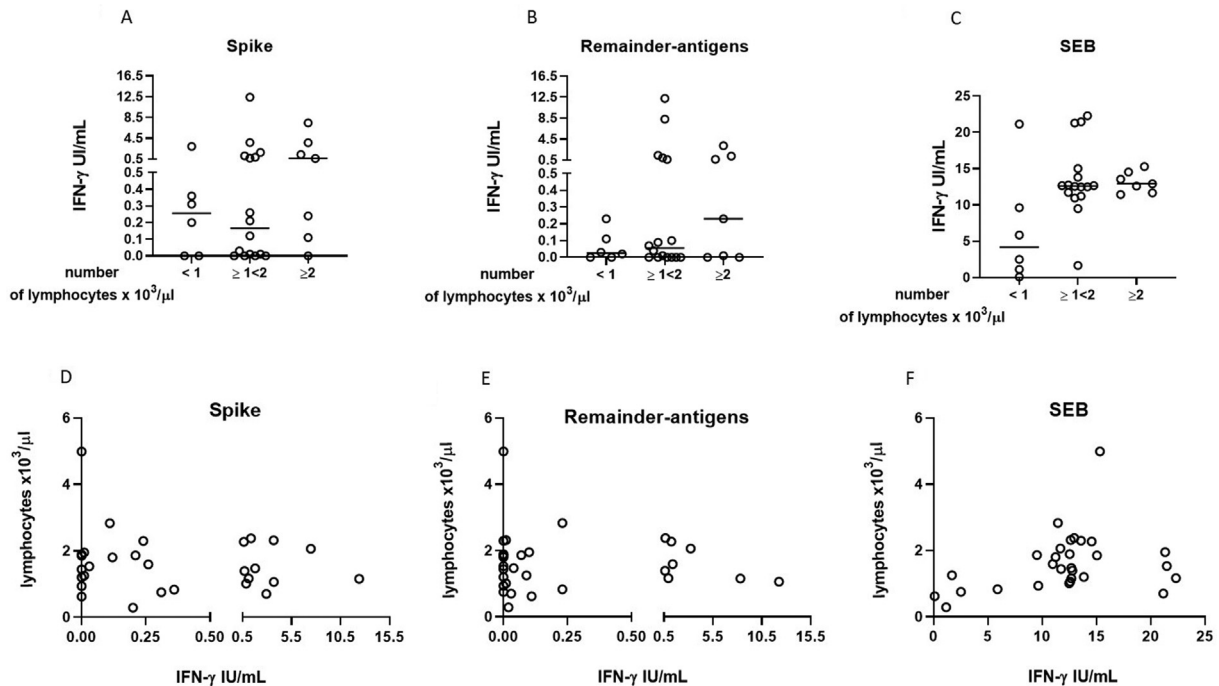 A
Spike
IFN-γ UI/mL
16.5
12.5
8.5
4.5
0.5
0.5
0.4
0.3
0.2
0.1
0.0
number
of lymphocytes x 10³/µl
< 1
≥ 1<2
≥2
B
Remainder-antigens
IFN-γ UI/mL
16.5
12.5
8.5
4.5
0.5
0.5
0.4
0.3
0.2
0.1
0.0
number
of lymphocytes x 10³/µl
< 1
≥ 1<2
≥2
C
SEB
IFN-γ UI/mL
25
20
15
10
5
0
number
of lymphocytes x 10³/µl
< 1
≥ 1<2
≥2
D
Spike
lymphocytes x10³/µl
6
4
2
0
0.00 0.25 0.50 0.5 5.5 10.5 15.5
IFN-γ IU/mL
E
Remainder-antigens
lymphocytes x10³/µl
6
4
2
0
0.00 0.25 0.50 0.5 5.5 10.5 15.5
IFN-γ IU/mL
F
SEB
lymphocytes x10³/µl
6
4
2
0
0 5 10 15 20 25
IFN-γ IU/mL